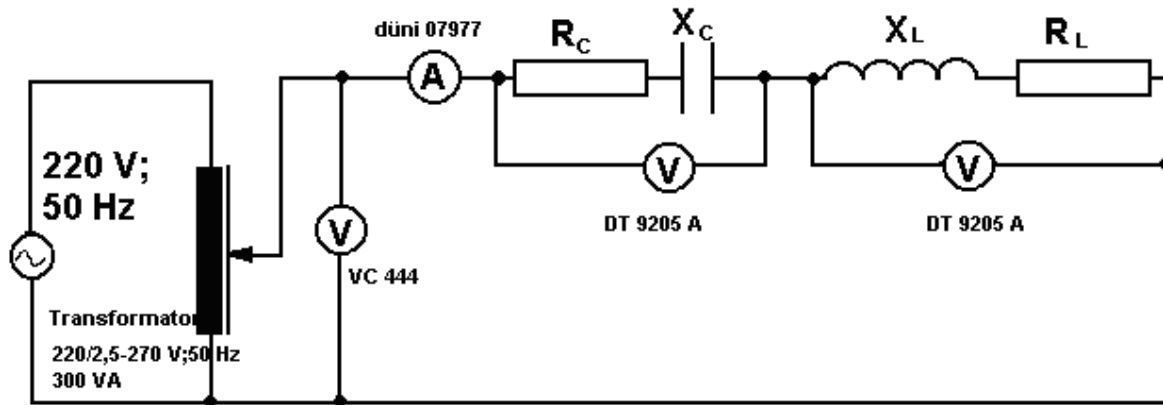 düni 07977
A
R C
X C
X L
R L
220 V;
50 Hz
V
VC 444
V
DT 9205 A
V
DT 9205 A
Transformator
220/2,5-270 V;50 Hz
300 VA